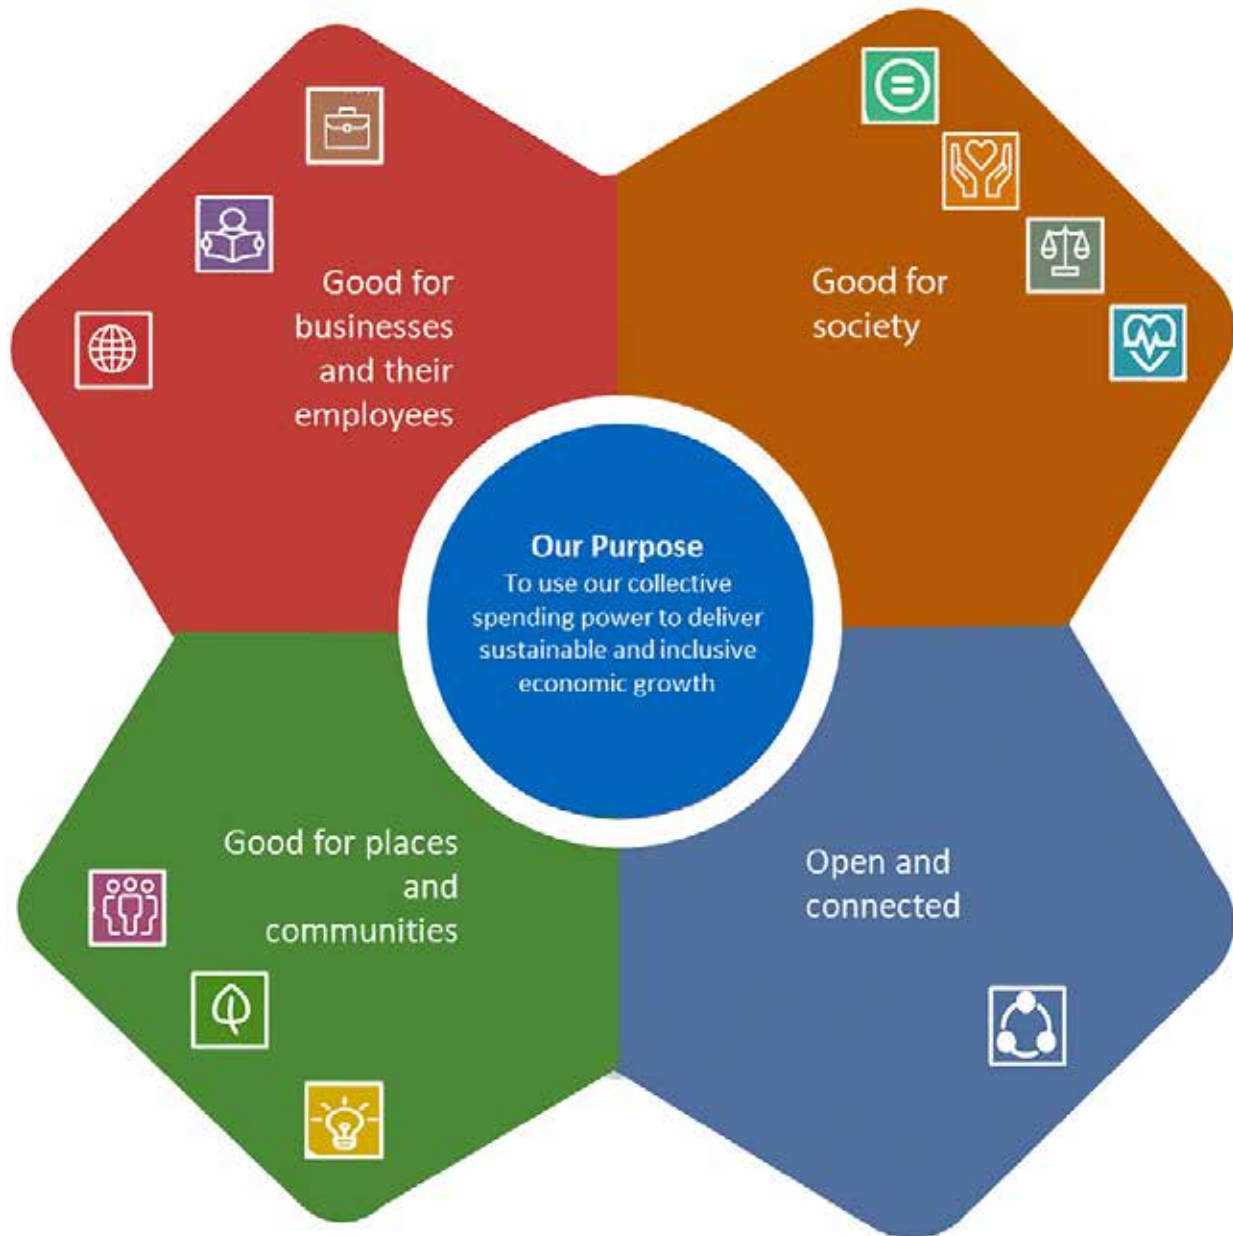 Good for
businesses
and their
employees
Good for
society
Our Purpose
To use our collective
spending power to deliver
sustainable and inclusive
economic growth
Good for places
and
communities
Open and
connected